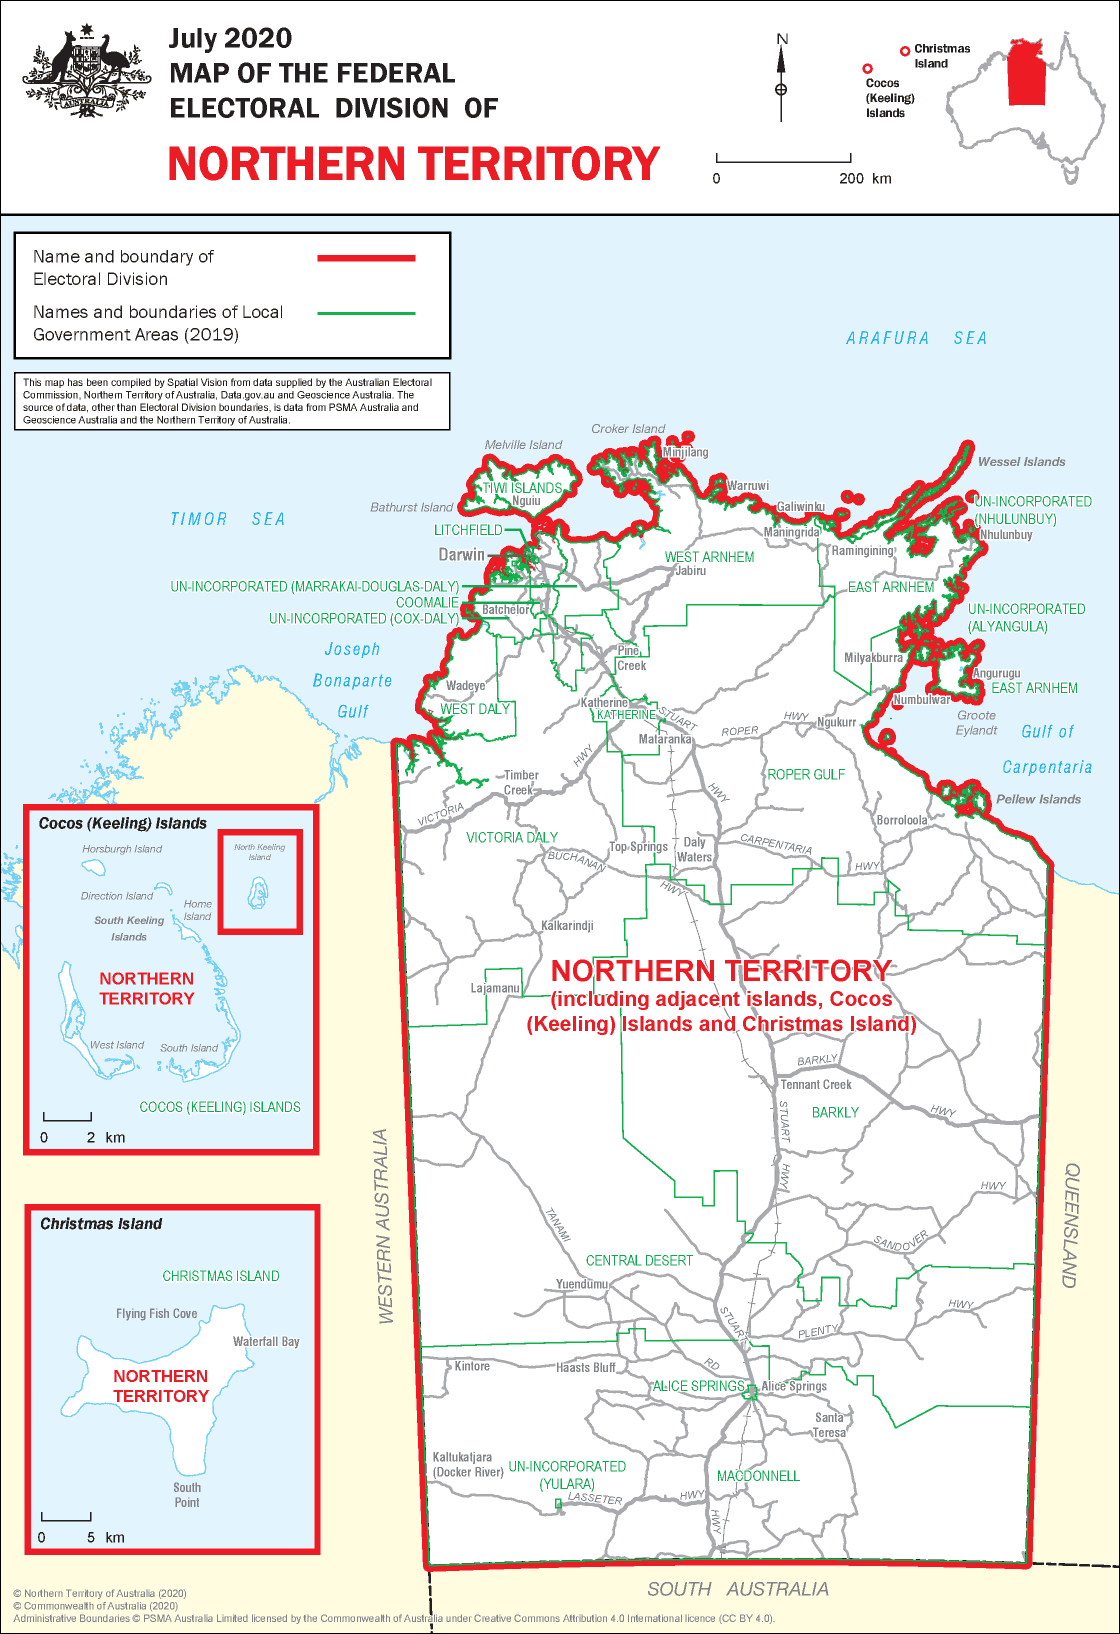 July 2020
MAP OF THE FEDERAL
ELECTORAL DIVISION OF
NORTHERN TERRITORY
AUSTRALIA
N
0 200 km
Christmas
Island
Cocos
(Keeling)
Islands
Name and boundary of
Electoral Division
Names and boundaries of Local
Government Areas (2019)
This map has been compiled by Spatial Vision from data supplied by the Australian Electoral
Commission, Northern Territory of Australia, Data.gov.au and Geoscience Australia. The
source of data, other than Electoral Division boundaries, is data from PSMA Australia and
Geoscience Australia and the Northern Territory of Australia.
ARAFURA SEA
TIMOR SEA
Croker Island
Melville Island
Minjilang
Wessel Islands
TIWI ISLANDS
Nguiu
Warruwi
Bathurst Island
Galiwinku
UN-INCORPORATED
(NHULUNBUY)
Nhulunbuy
LITCHFIELD
Maningrida
Darwin
WEST ARNHEM
Ramingining
Jabiru
UN-INCORPORATED (MARRAKAI-DOUGLAS-DALY)
EAST ARNHEM
COOMALIE
Batchelor
UN-INCORPORATED (COX-DALY)
UN-INCORPORATED
(ALYANGULA)
Joseph
Bonaparte
Gulf
Pine
Creek
Milyakburra
Angurugu
EAST ARNHEM
Wadeye
Numbulwar
WEST DALY
Katherine
KATHERINE
STUART
HWY
Groote
Eylandt
Gulf of
Carpentaria
Ngukurr
ROPER
HWY
Mataranka
HWY
Timber
Creek
ROPER GULF
HWY
Pellew Islands
VICTORIA
Borroloola
VICTORIA DALY
Top Springs
Daly
Waters
CARPENTARIA
HWY
BUCHANAN
HWY
Kalkarindji
Lajamanu
NORTHERN TERRITORY
(including adjacent islands, Cocos
(Keeling) Islands and Christmas Island)
BARKLY
Tennant Creek
BARKLY
HWY
STUART
HWY
HWY
TANAMI
SANDOVER
CENTRAL DESERT
Yuendumu
HWY
STUART
PLENTY
RD
Kintore
Haasts Bluff
ALICE SPRINGS
Alice Springs
Santa
Teresa
Kaltukatjara
(Docker River)
UN-INCORPORATED
(YULARA)
MACDONNELL
LASSETER
HWY
HWY
WESTERN AUSTRALIA
QUEENSLAND
SOUTH AUSTRALIA
Cocos (Keeling) Islands
Horsburgh Island
North Keeling
Island
Direction Island
Home
Island
South Keeling
Islands
NORTHERN
TERRITORY
West Island
South Island
COCOS (KEELING) ISLANDS
0 2 km
Christmas Island
CHRISTMAS ISLAND
Flying Fish Cove
Waterfall Bay
NORTHERN
TERRITORY
South
Point
0 5 km
© Northern Territory of Australia (2020)
© Commonwealth of Australia (2020)
Administrative Boundaries © PSMA Australia Limited licensed by the Commonwealth of Australia under Creative Commons Attribution 4.0 International licence (CC BY 4.0).